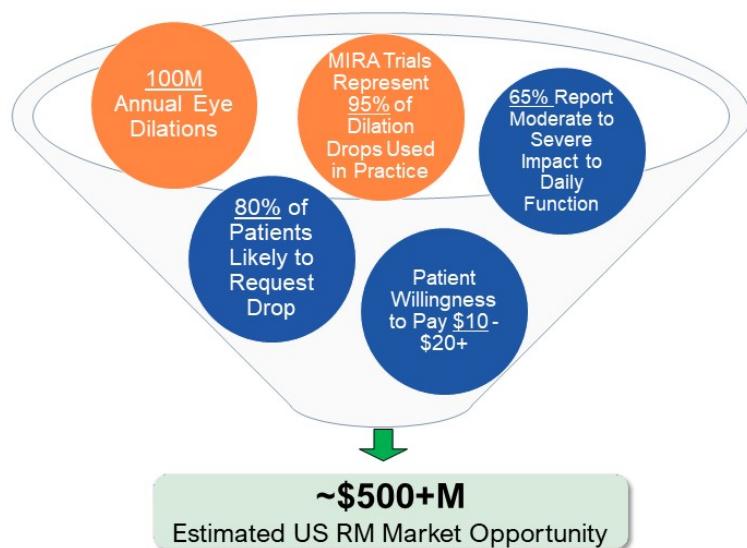 100M
Annual Eye
Dilations
MIRA Trials
Represent
95% of
Dilation
Drops Used
in Practice
65% Report
Moderate to
Severe
Impact to
Daily
Function
80% of
Patients
Likely to
Request
Drop
Patient
Willingness
to Pay $10 -
$20+
~$500+M
Estimated US RM Market Opportunity